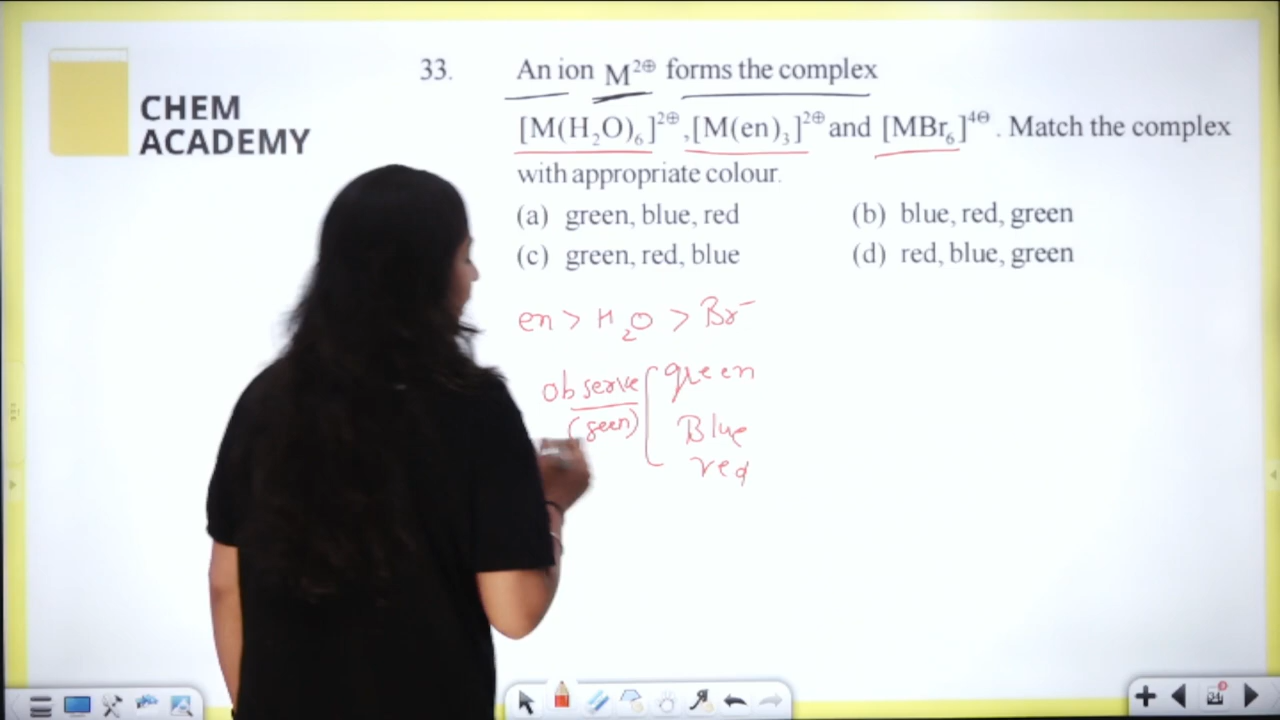 CHEM
ACADEMY
33. An ion M²⊕ forms the complex
[M(H₂O)₆]²⊕,[M(en)₃]²⊕ and [MBr₆]⁴⊖. Match the complex
with appropriate colour.
(a) green, blue, red (b) blue, red, green
(c) green, red, blue (d) red, blue, green
en > H₂O > Br⁻
observe green
(seen) Blue
red